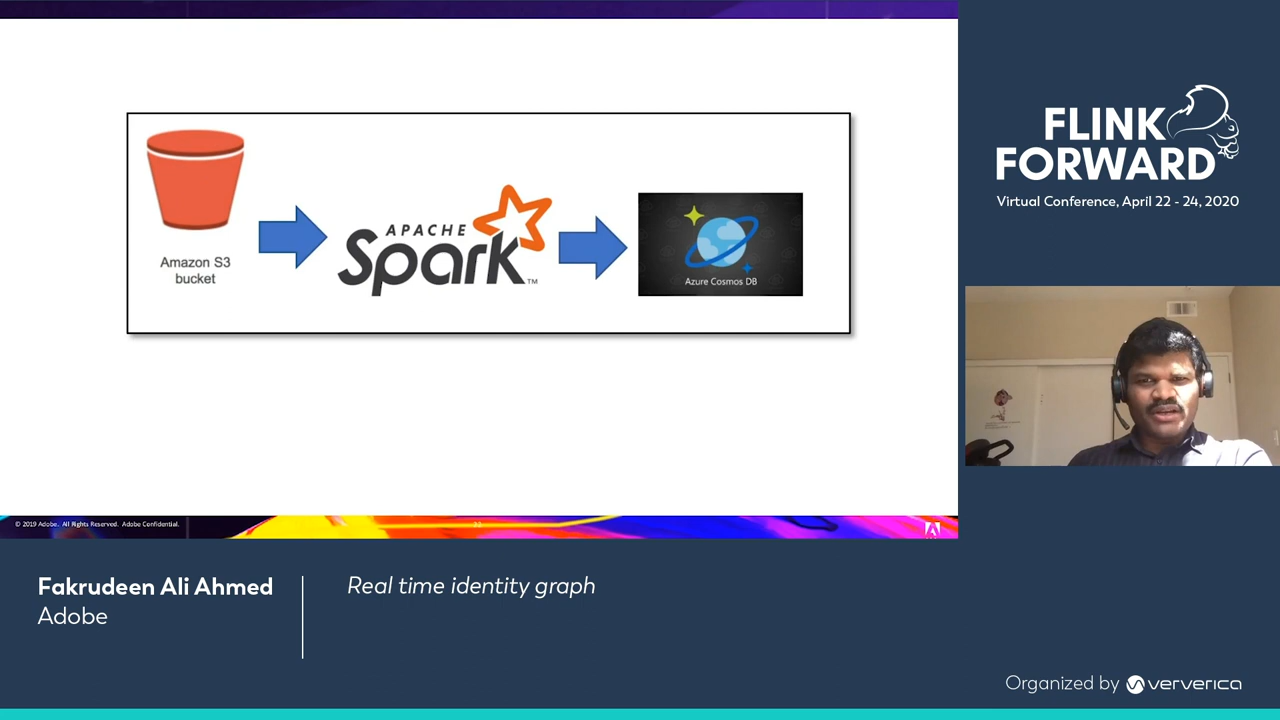 Amazon S3
bucket
APACHE
Spark™
Azure Cosmos DB
© 2019 Adobe. All Rights Reserved. Adobe Confidential.
FLINK
FORWARD
Virtual Conference, April 22 - 24, 2020
Fakrudeen Ali Ahmed
Adobe
Real time identity graph
Organized by ververica